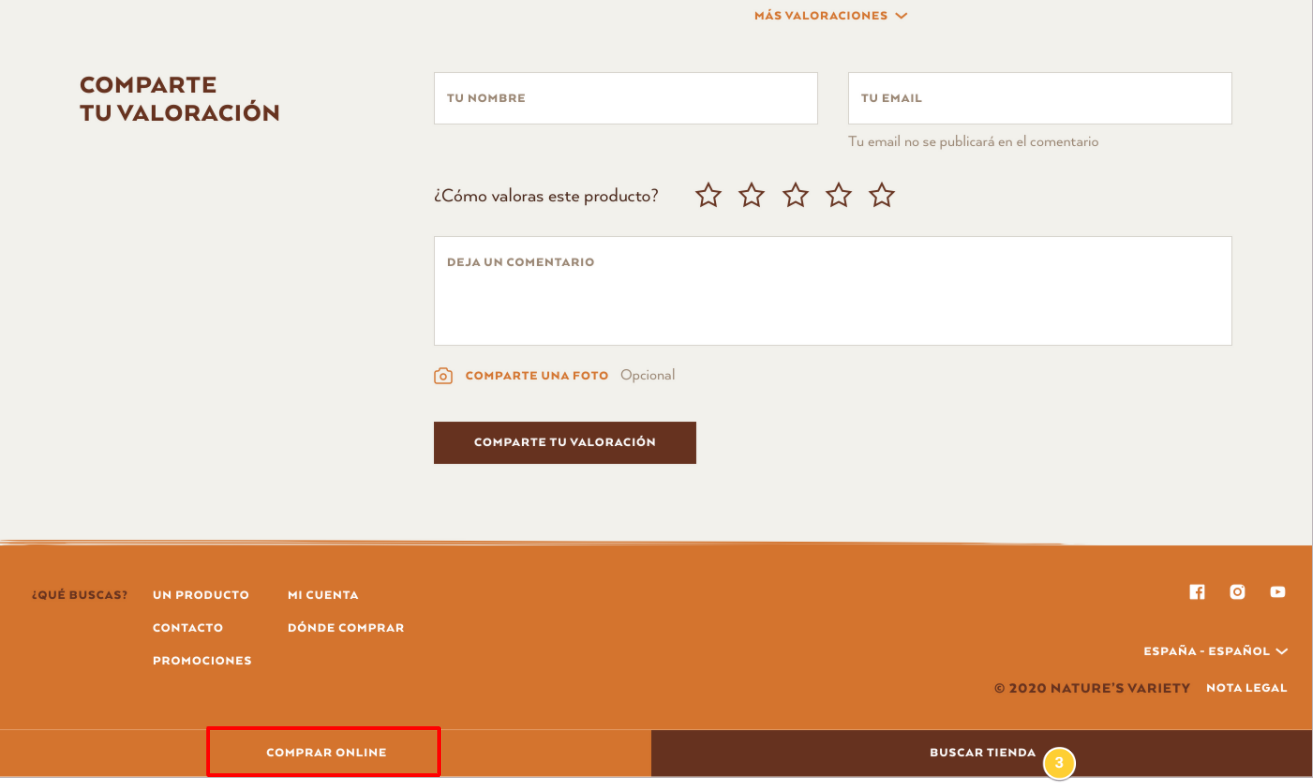 MÁS VALORACIONES
COMPARTE
TU VALORACIÓN
TU NOMBRE
TU EMAIL
Tu email no se publicará en el comentario
¿Cómo valoras este producto?
DEJA UN COMENTARIO
COMPARTE UNA FOTO Opcional
COMPARTE TU VALORACIÓN
¿QUÉ BUSCAS?
UN PRODUCTO
MI CUENTA
CONTACTO
DÓNDE COMPRAR
PROMOCIONES
ESPAÑA - ESPAÑOL
© 2020 NATURE'S VARIETY NOTA LEGAL
COMPRAR ONLINE
BUSCAR TIENDA
3